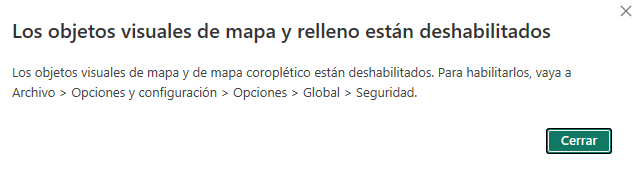 Los objetos visuales de mapa y relleno están deshabilitados
Los objetos visuales de mapa y de mapa coroplético están deshabilitados. Para habilitarlos, vaya a
Archivo > Opciones y configuración > Opciones > Global > Seguridad.
Cerrar